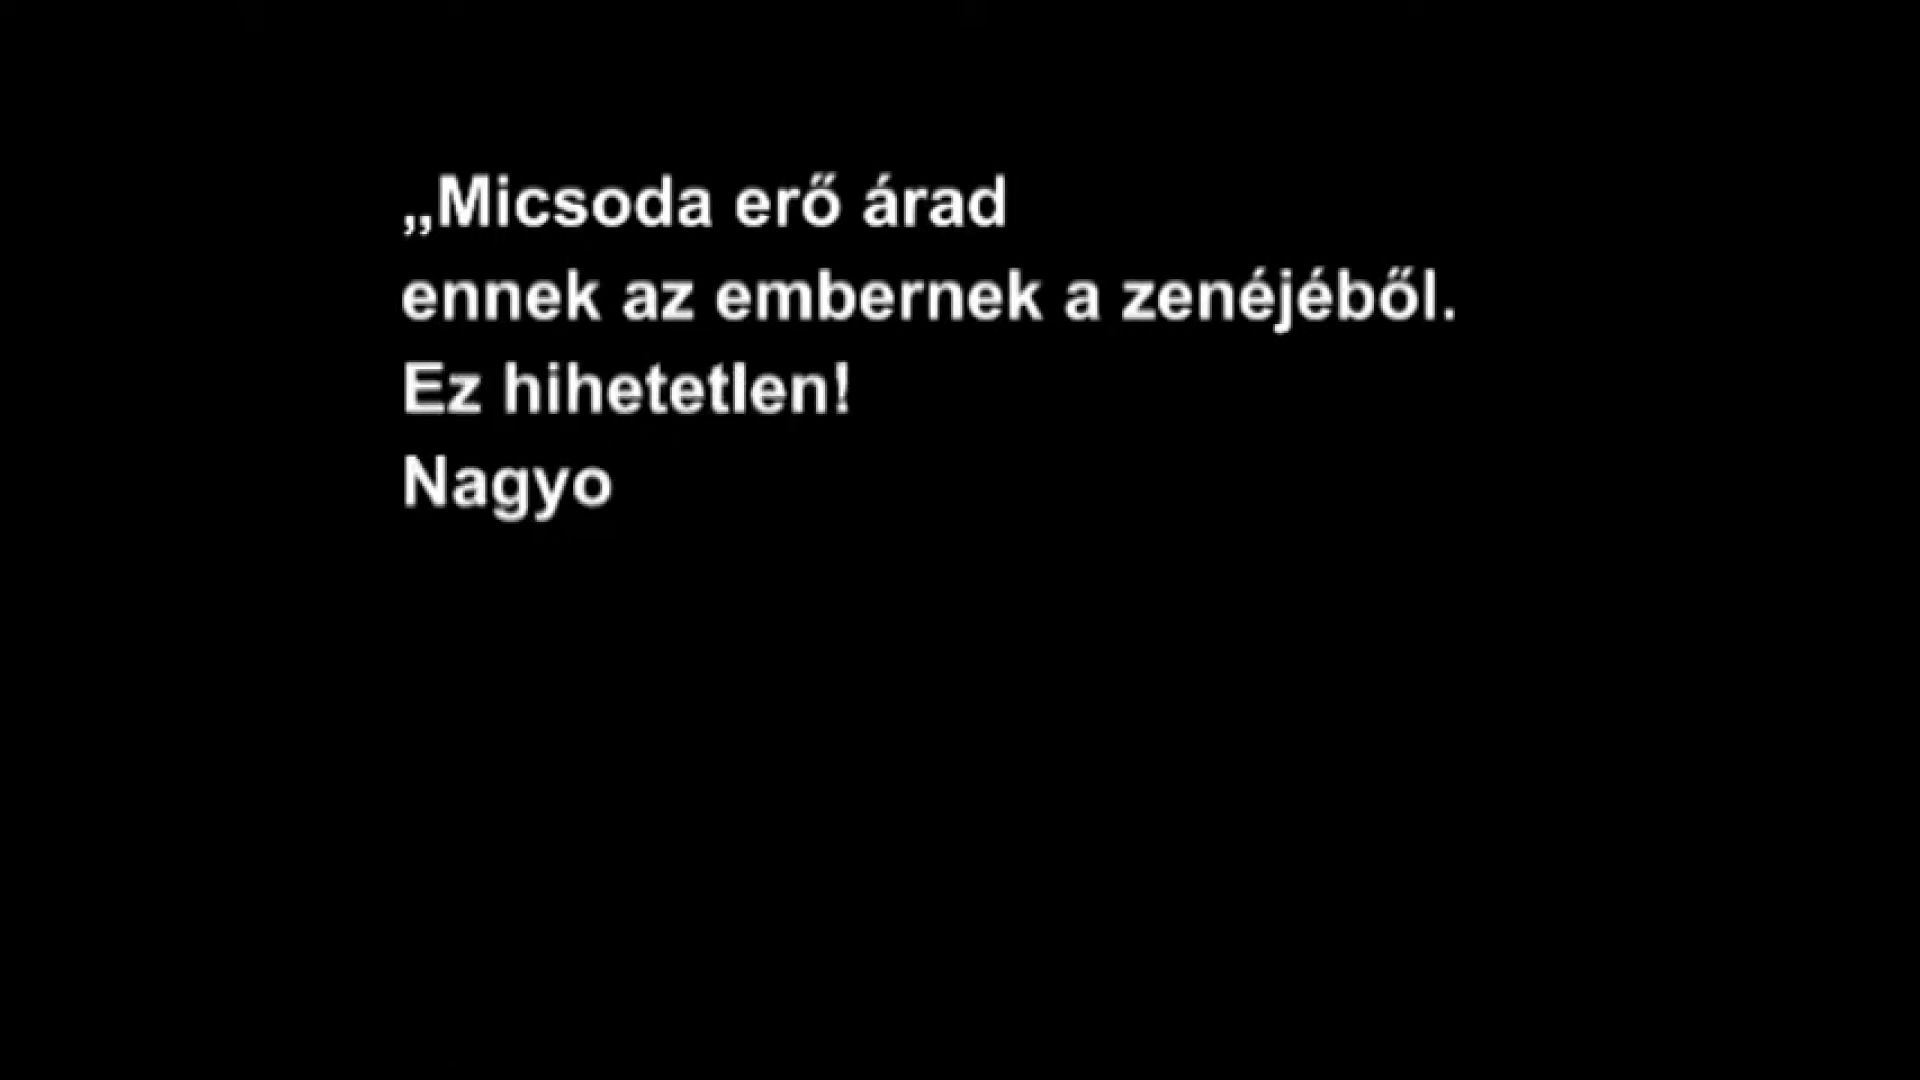 „Micsoda erő árad
ennek az embernek a zenéjéből.
Ez hihetetlen!
Nagyo